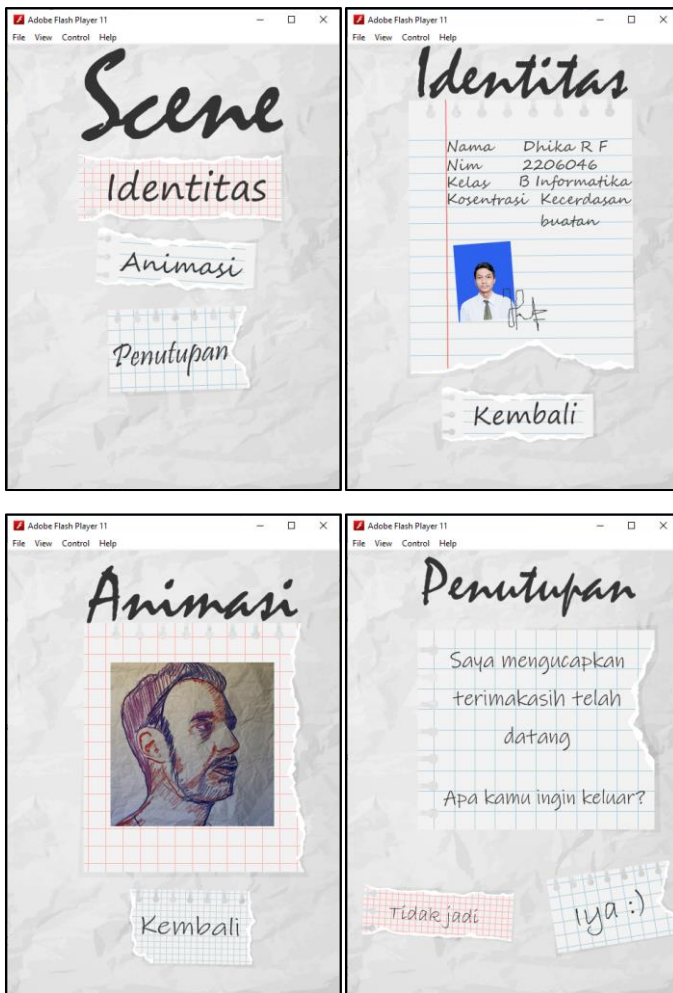 Adobe Flash Player 11
File View Control Help
Scene
Identitas
Animasi
Penutupan
Adobe Flash Player 11
File View Control Help
Identitas
Nama Dhika R F
Nim 2206046
Kelas B Informatika
Kosentrasi Kecerdasan
buatan
Kembali
Adobe Flash Player 11
File View Control Help
Animasi
Kembali
Adobe Flash Player 11
File View Control Help
Penutupan
Saya mengucapkan
terimakasih telah
datang
Apa kamu ingin keluar?
Tidak jadi
Iya :)